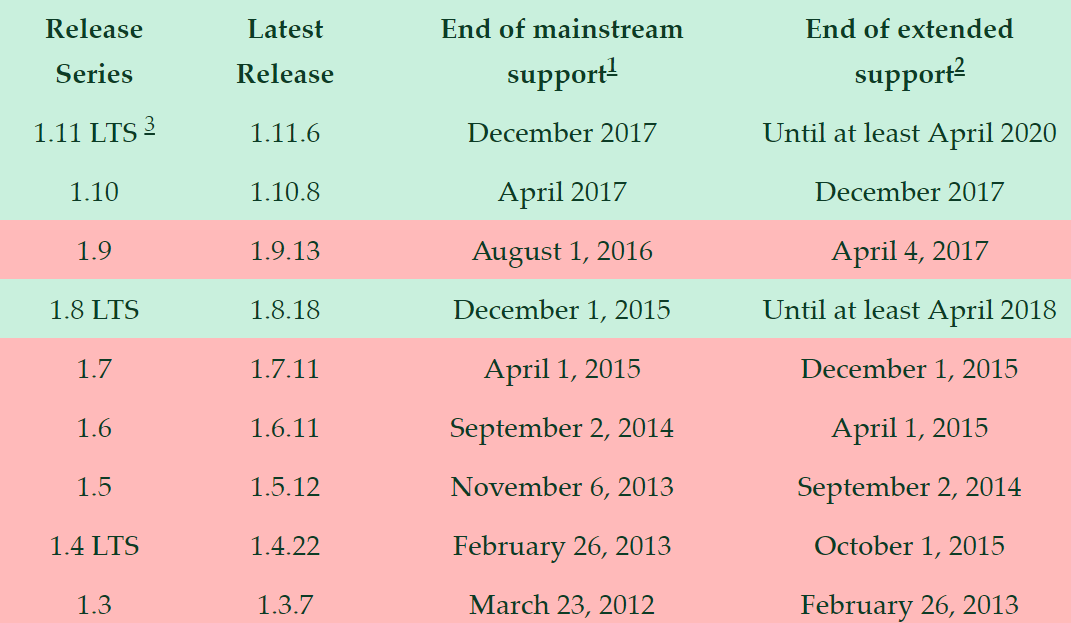 Release Series Latest Release End of mainstream support1 End of extended support2
1.11 LTS 3 1.11.6 December 2017 Until at least April 2020
1.10 1.10.8 April 2017 December 2017
1.9 1.9.13 August 1, 2016 April 4, 2017
1.8 LTS 1.8.18 December 1, 2015 Until at least April 2018
1.7 1.7.11 April 1, 2015 December 1, 2015
1.6 1.6.11 September 2, 2014 April 1, 2015
1.5 1.5.12 November 6, 2013 September 2, 2014
1.4 LTS 1.4.22 February 26, 2013 October 1, 2015
1.3 1.3.7 March 23, 2012 February 26, 2013